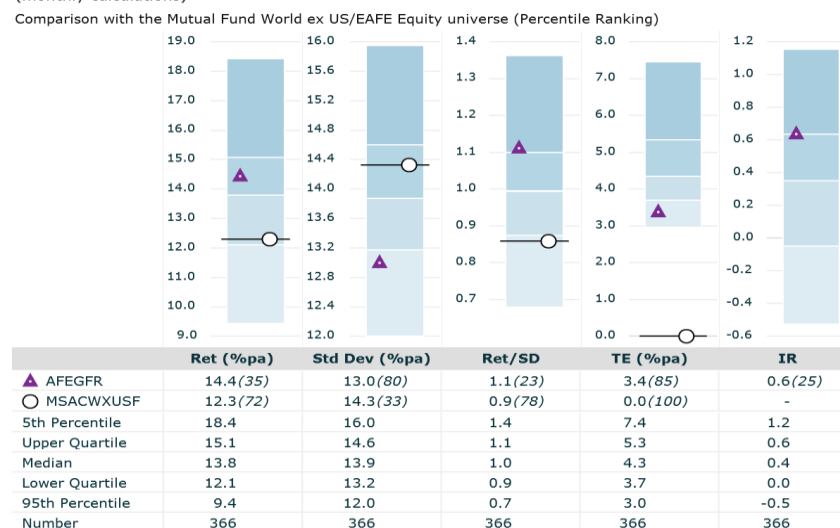 Comparison with the Mutual Fund World ex US/EAFE Equity universe (Percentile Ranking)
19.0 16.0 1.4 8.0 1.2
18.0 15.6 1.3 7.0 1.0
17.0 15.2 1.2 6.0 0.8
16.0 14.8 1.1 5.0 0.6
15.0 14.4 1.0 4.0 0.4
14.0 14.0 0.9 3.0 0.2
13.0 13.6 0.8 2.0 0.0
12.0 13.2 0.7 1.0 -0.2
11.0 12.8 0.0 -0.4
10.0 12.4 -0.6
9.0 12.0
Ret (%pa) Std Dev (%pa) Ret/SD TE (%pa) IR
AFEGFR 14.4(35) 13.0(80) 1.1(23) 3.4(85) 0.6(25)
MSACWXUSF 12.3(72) 14.3(33) 0.9(78) 0.0(100) -
5th Percentile 18.4 16.0 1.4 7.4 1.2
Upper Quartile 15.1 14.6 1.1 5.3 0.6
Median 13.8 13.9 1.0 4.3 0.4
Lower Quartile 12.1 13.2 0.9 3.7 0.0
95th Percentile 9.4 12.0 0.7 3.0 -0.5
Number 366 366 366 366 366